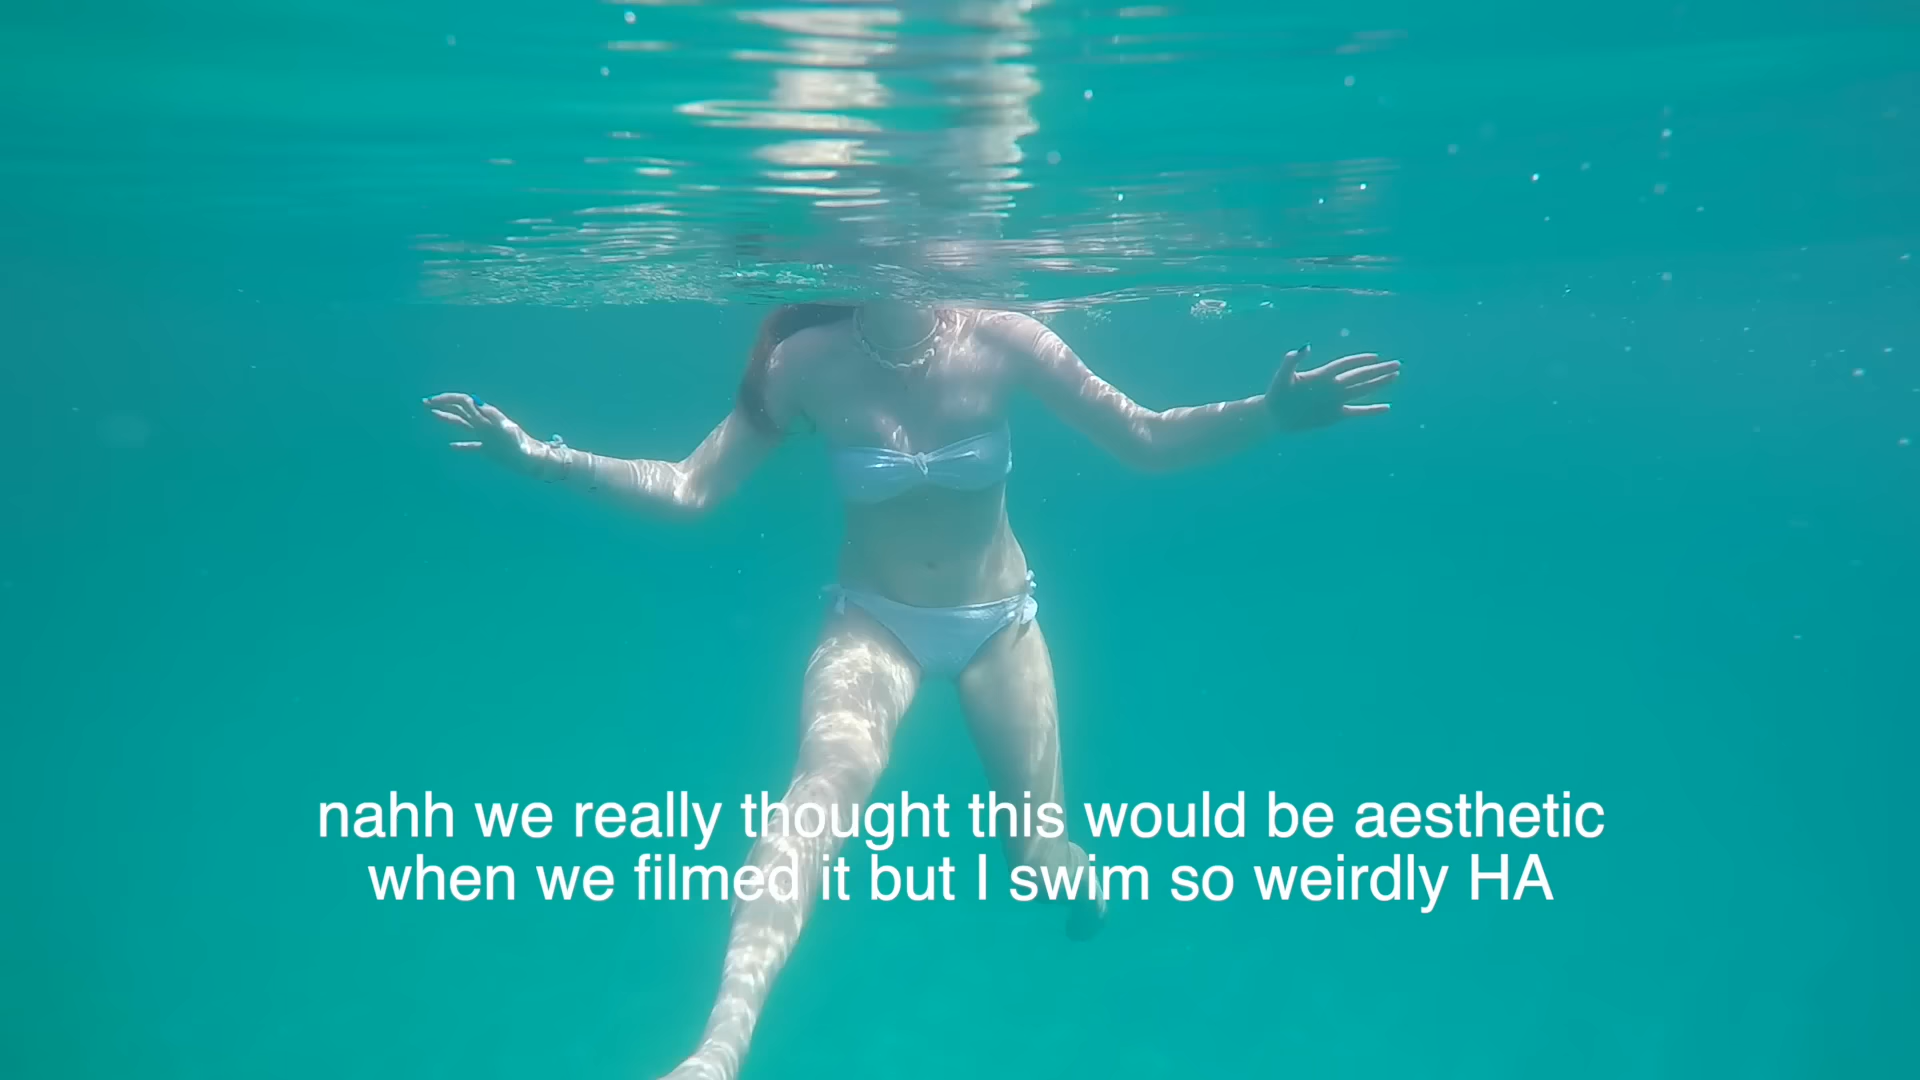 nahh we really thought this would be aesthetic
when we filmed it but I swim so weirdly HA